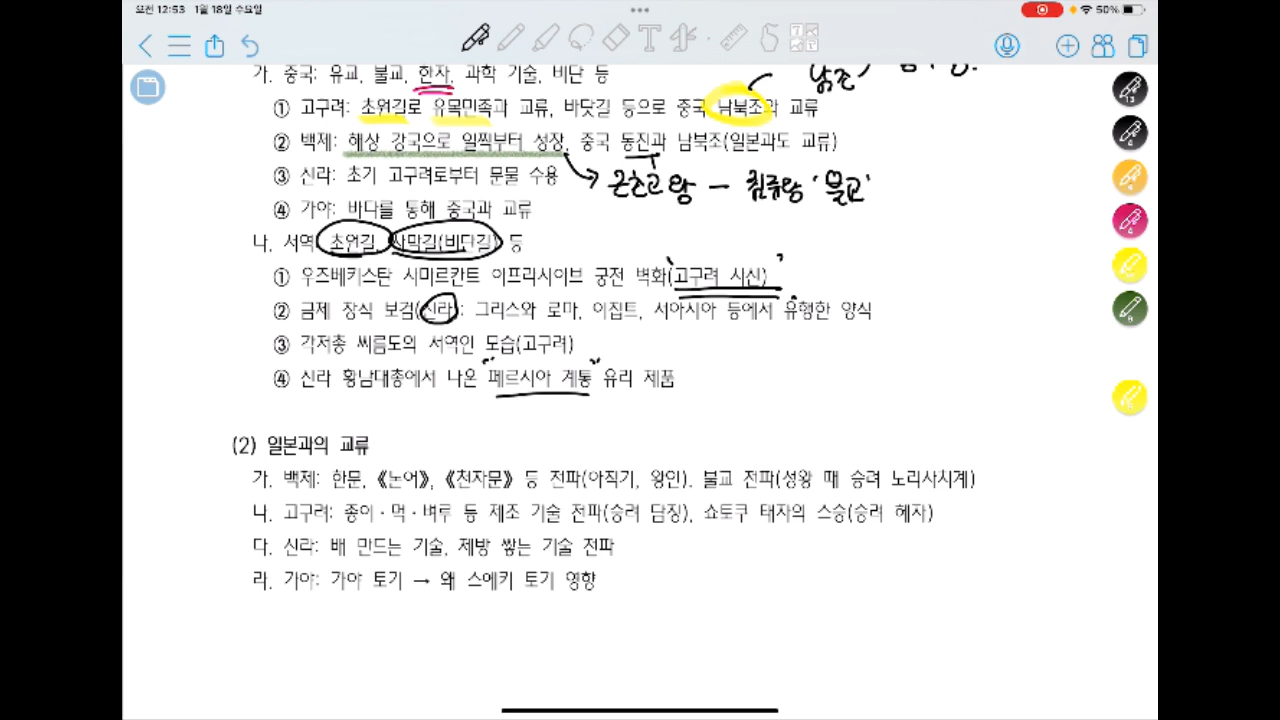 오전 12:53 1월 18일 수요일
50%
가. 중국: 유교, 불교, 한자, 과학 기술, 비단 등
① 고구려: 초원길로 유목민족과 교류, 바닷길 등으로 중국 남북조와 교류
② 백제: 해상 강국으로 일찍부터 성장, 중국 동진과 남북조(일본과도 교류)
③ 신라: 초기 고구려로부터 문물 수용
근초고왕 - 침류왕 '불교'
④ 가야: 바다를 통해 중국과 교류
나. 서역 초원길, 사막길(비단길) 등
① 우즈베키스탄 사마르칸트 아프라시아브 궁전 벽화(고구려 사신)
② 금제 장식 보검(신라): 그리스와 로마, 이집트, 서아시아 등에서 유행한 양식
③ 각저총 씨름도의 서역인 모습(고구려)
④ 신라 황남대총에서 나온 "페르시아 계통" 유리 제품
(2) 일본과의 교류
가. 백제: 한문, 《논어》, 《천자문》 등 전파(아직기, 왕인). 불교 전파(성왕 때 승려 노리사치계)
나. 고구려: 종이·먹·벼루 등 제조 기술 전파(승려 담징), 쇼토쿠 태자의 스승(승려 혜자)
다. 신라: 배 만드는 기술, 제방 쌓는 기술 전파
라. 가야: 가야 토기 → 왜 스에키 토기 영향